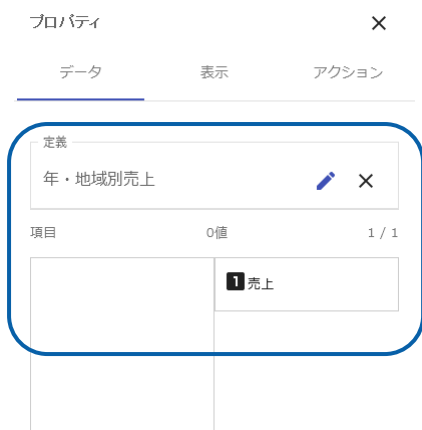 プロパティ
データ 表示 アクション
定義
年・地域別売上
項目 0値 1 / 1
1 売上